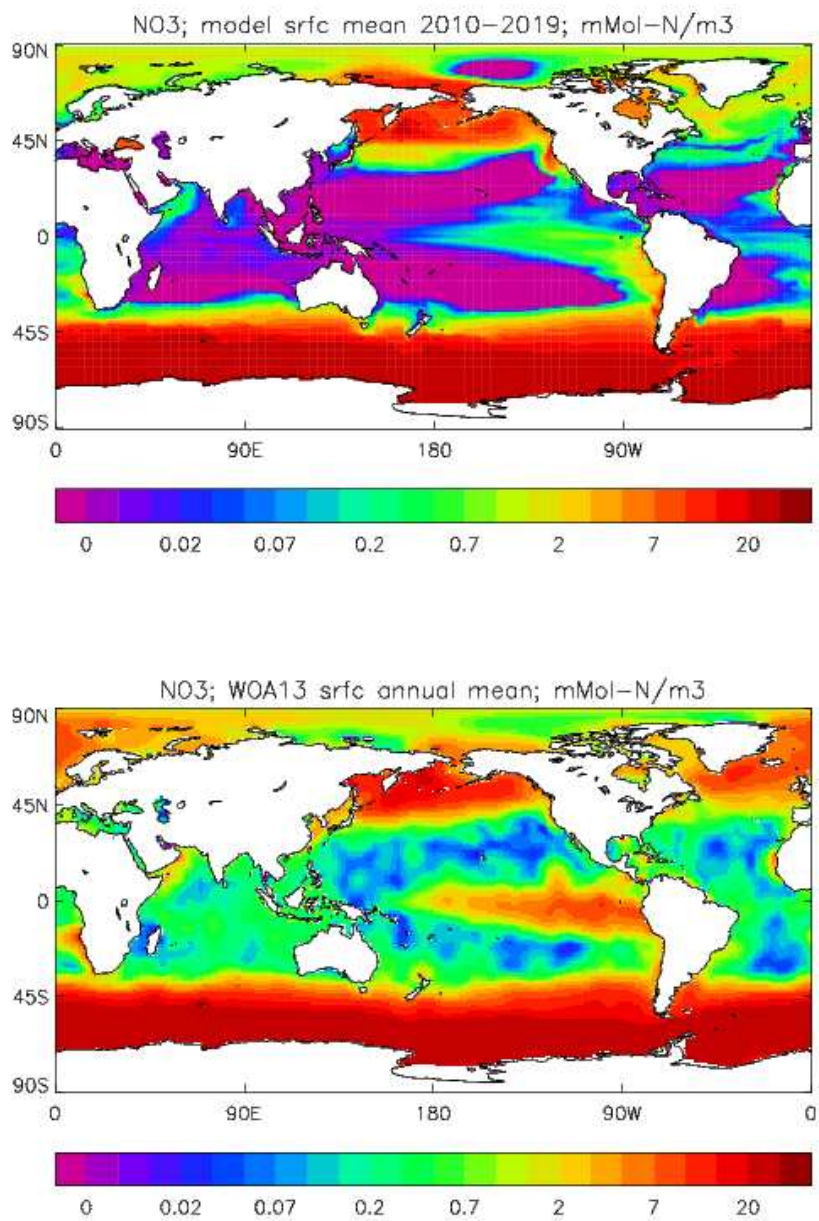 NO3; model srfc mean 2010-2019; mMol-N/m3
90N
45N
0
45S
90S
0 90E 180 90W
0 0.02 0.07 0.2 0.7 2 7 20
NO3; WOA13 srfc annual mean; mMol-N/m3
90N
45N
0
45S
90S
0 90E 180 90W 0
0 0.02 0.07 0.2 0.7 2 7 20